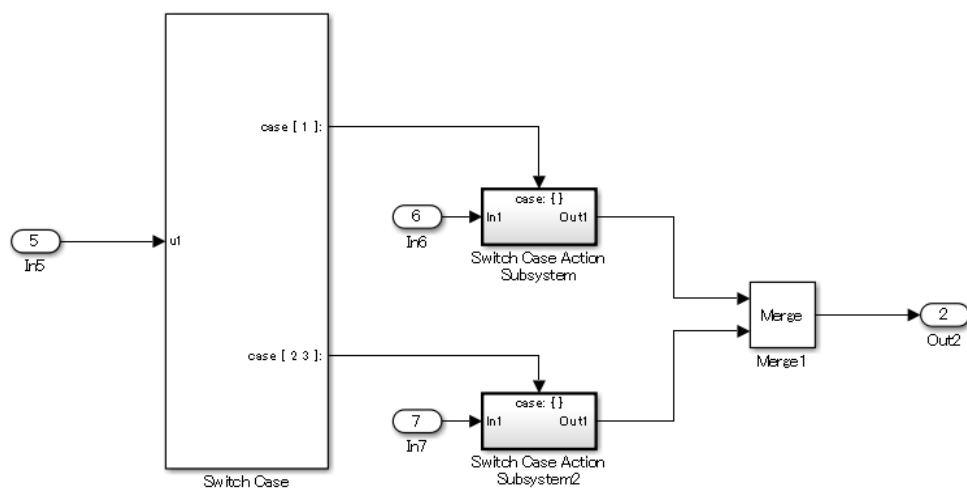 case [ 1 ]:
case: { }
6
In1
Out1
In6
Switch Case Action
Subsystem
5
u1
In5
Merge
2
Merge1
Out2
case [ 2 3 ]:
case: { }
7
In1
Out1
In7
Switch Case Action
Subsystem2
Switch Case